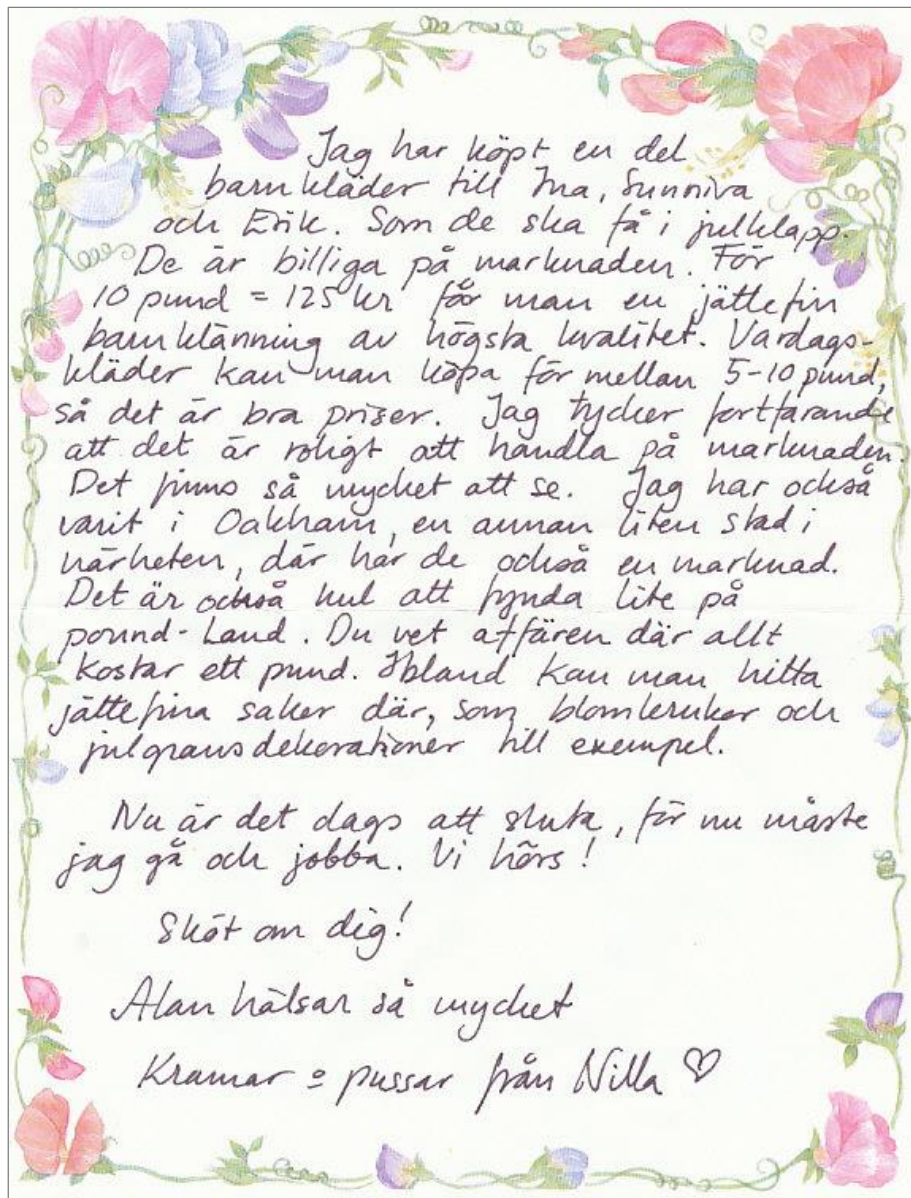 Jag har köpt en del
barnkläder till Ina, Sunniva
och Erik. Som de ska få i julklapp.
De är billiga på marknaden. För
10 pund = 125 kr får man en jättefin
barnklänning av högsta kvalitet. Vardags-
kläder kan man köpa för mellan 5-10 pund,
så det är bra priser. Jag tycker fortfarande
att det är roligt att handla på marknaden.
Det finns så mycket att se. Jag har också
varit i Oakham, en annan liten stad i
närheten, där har de också en marknad.
Det är också kul att fynda lite på
pound-Land. Du vet affären där allt
kostar ett pund. Ibland kan man hitta
jättefina saker där, som blomkrukor och
julgransdekorationer till exempel.
Nu är det dags att sluta, för nu måste
jag gå och jobba. Vi hörs!
Sköt om dig!
Alan hälsar så mycket
Kramar o pussar från Nilla ♡